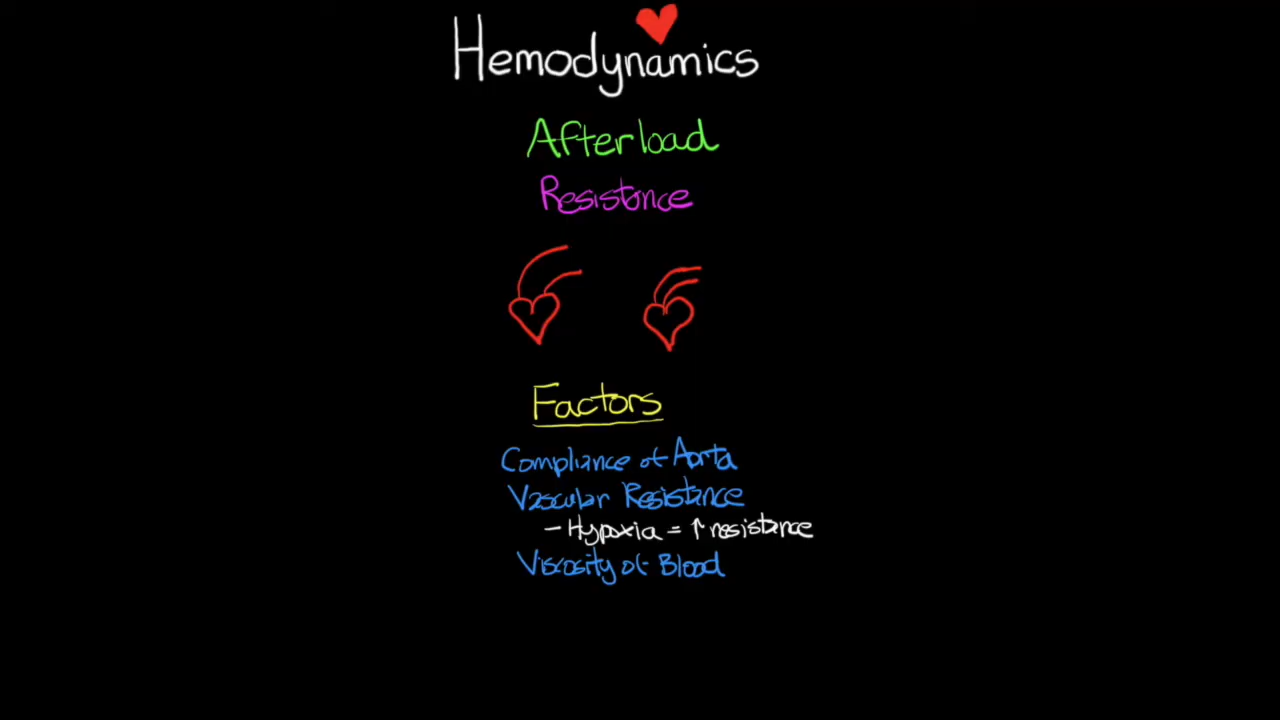 Hemodynamics
Afterload
Resistance
Factors
Compliance of Aorta
Vascular Resistance
- Hypoxia = ↑ resistance
Viscosity of Blood